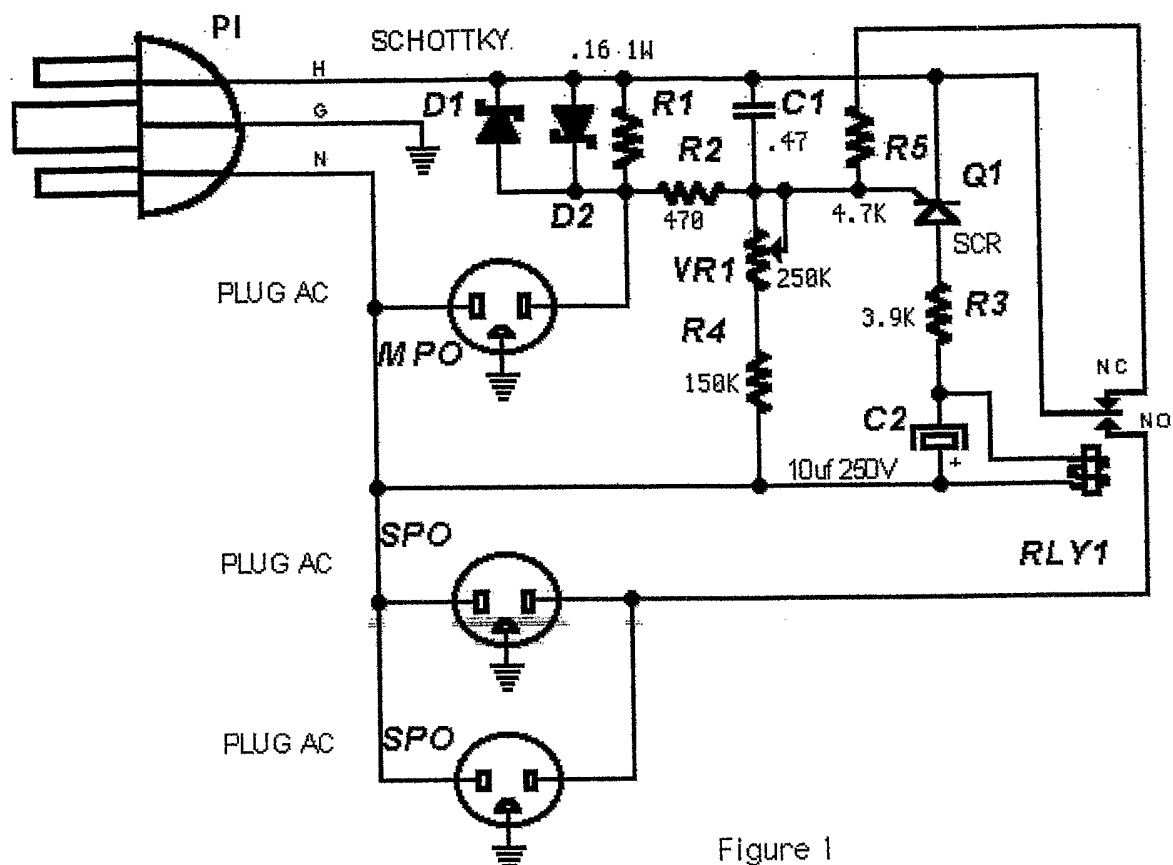 PI
SCHOTTKY.
.16 1W
H
D1
R1
C1
G
R2
.47
R5
N
Q1
D2
470
4.7K
SCR
VR1
250K
PLUG AC
R3
3.9K
MPO
R4
150K
NC
C2
NO
10uf 250V
+
SPO
PLUG AC
RLY1
PLUG AC
SPO
Figure 1